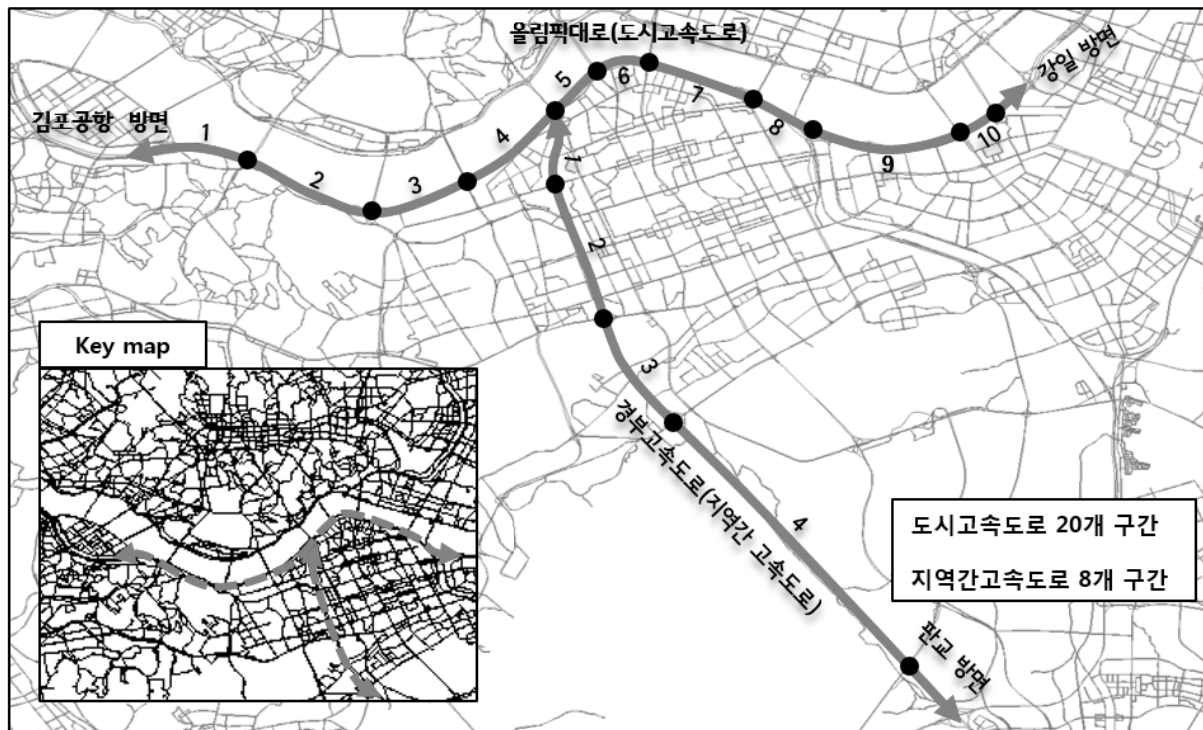 올림픽대로(도시고속도로)
강일 방면
김포공항 방면
1
2
3
4
5
6
7
8
9
10
1
2
3
4
경부고속도로(지역간 고속도로)
판교 방면
Key map
도시고속도로 20개 구간
지역간고속도로 8개 구간